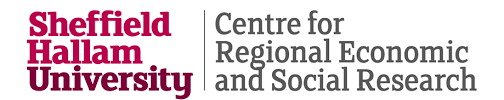 Sheffield
Hallam
University
Centre for
Regional Economic
and Social Research